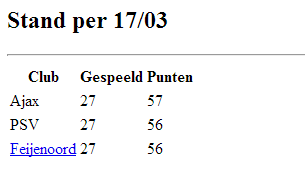 Stand per 17/03
Club Gespeeld Punten
Ajax 27 57
PSV 27 56
Feijenoord 27 56